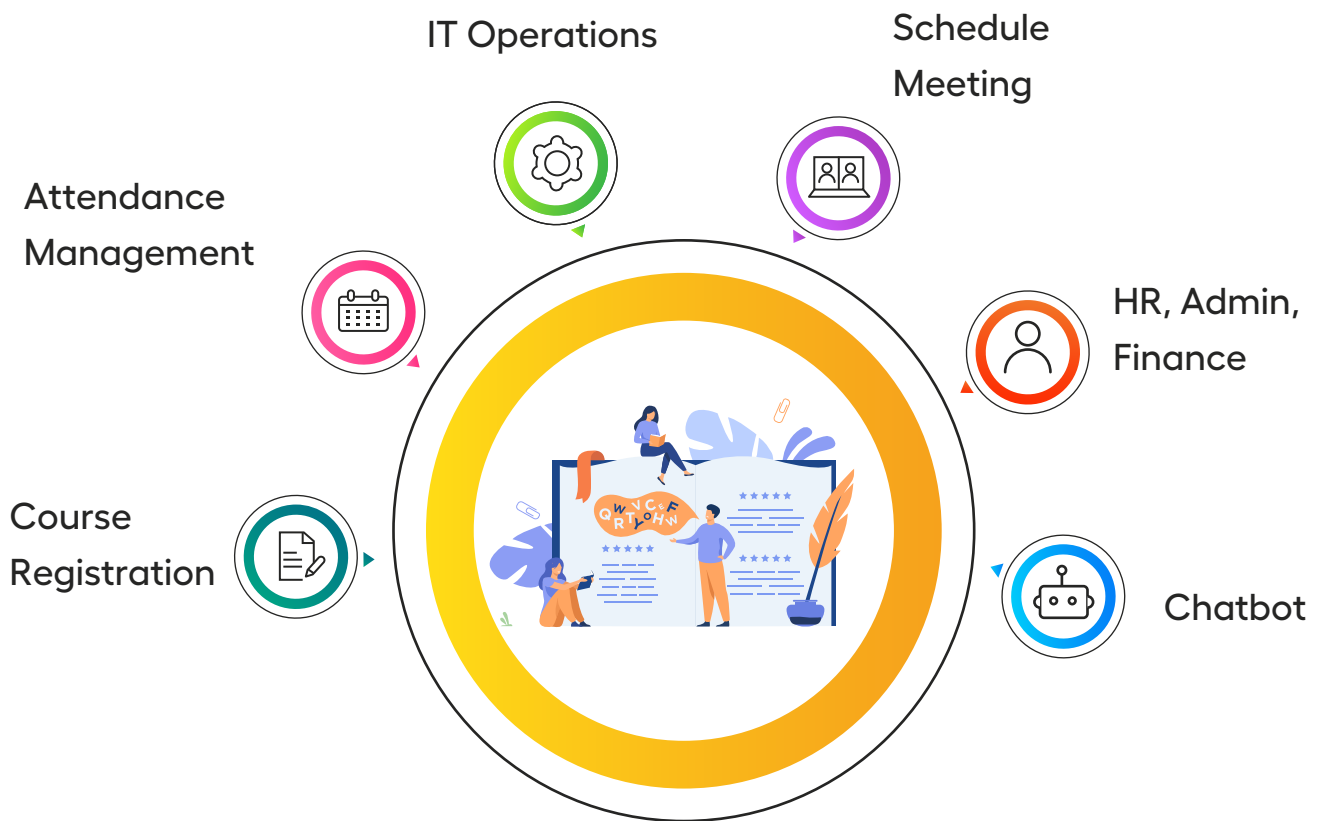 IT Operations
Schedule
Meeting
Attendance
Management
HR, Admin,
Finance
Course
Registration
Chatbot
Q W V C E F
R T Y O H W